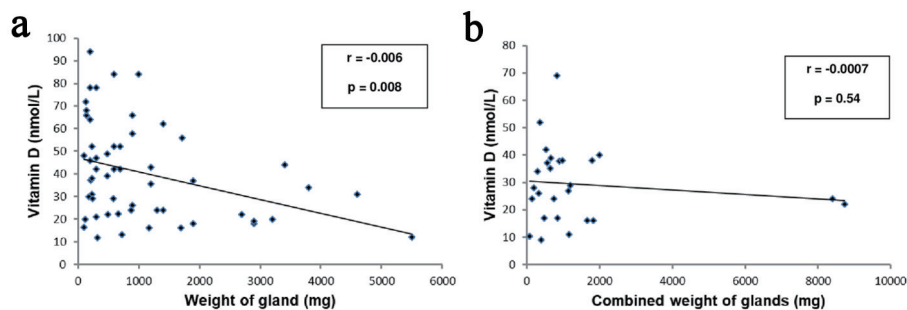 a
r = -0.006
p = 0.008
Vitamin D (nmol/L)
100
90
80
70
60
50
40
30
20
10
0
0 1000 2000 3000 4000 5000 6000
Weight of gland (mg)
b
r = -0.0007
p = 0.54
Vitamin D (nmol/L)
80
70
60
50
40
30
20
10
0
0 2000 4000 6000 8000 10000
Combined weight of glands (mg)